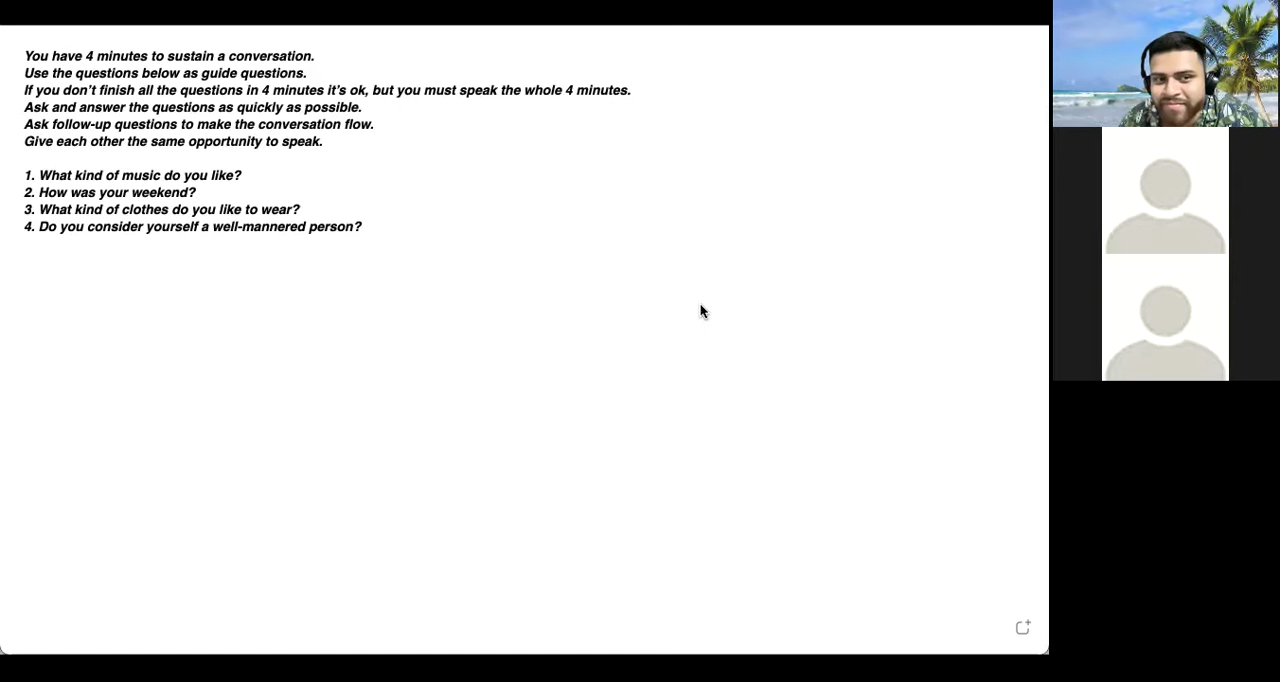 You have 4 minutes to sustain a conversation.
Use the questions below as guide questions.
If you don’t finish all the questions in 4 minutes it’s ok, but you must speak the whole 4 minutes.
Ask and answer the questions as quickly as possible.
Ask follow-up questions to make the conversation flow.
Give each other the same opportunity to speak.
1. What kind of music do you like?
2. How was your weekend?
3. What kind of clothes do you like to wear?
4. Do you consider yourself a well-mannered person?